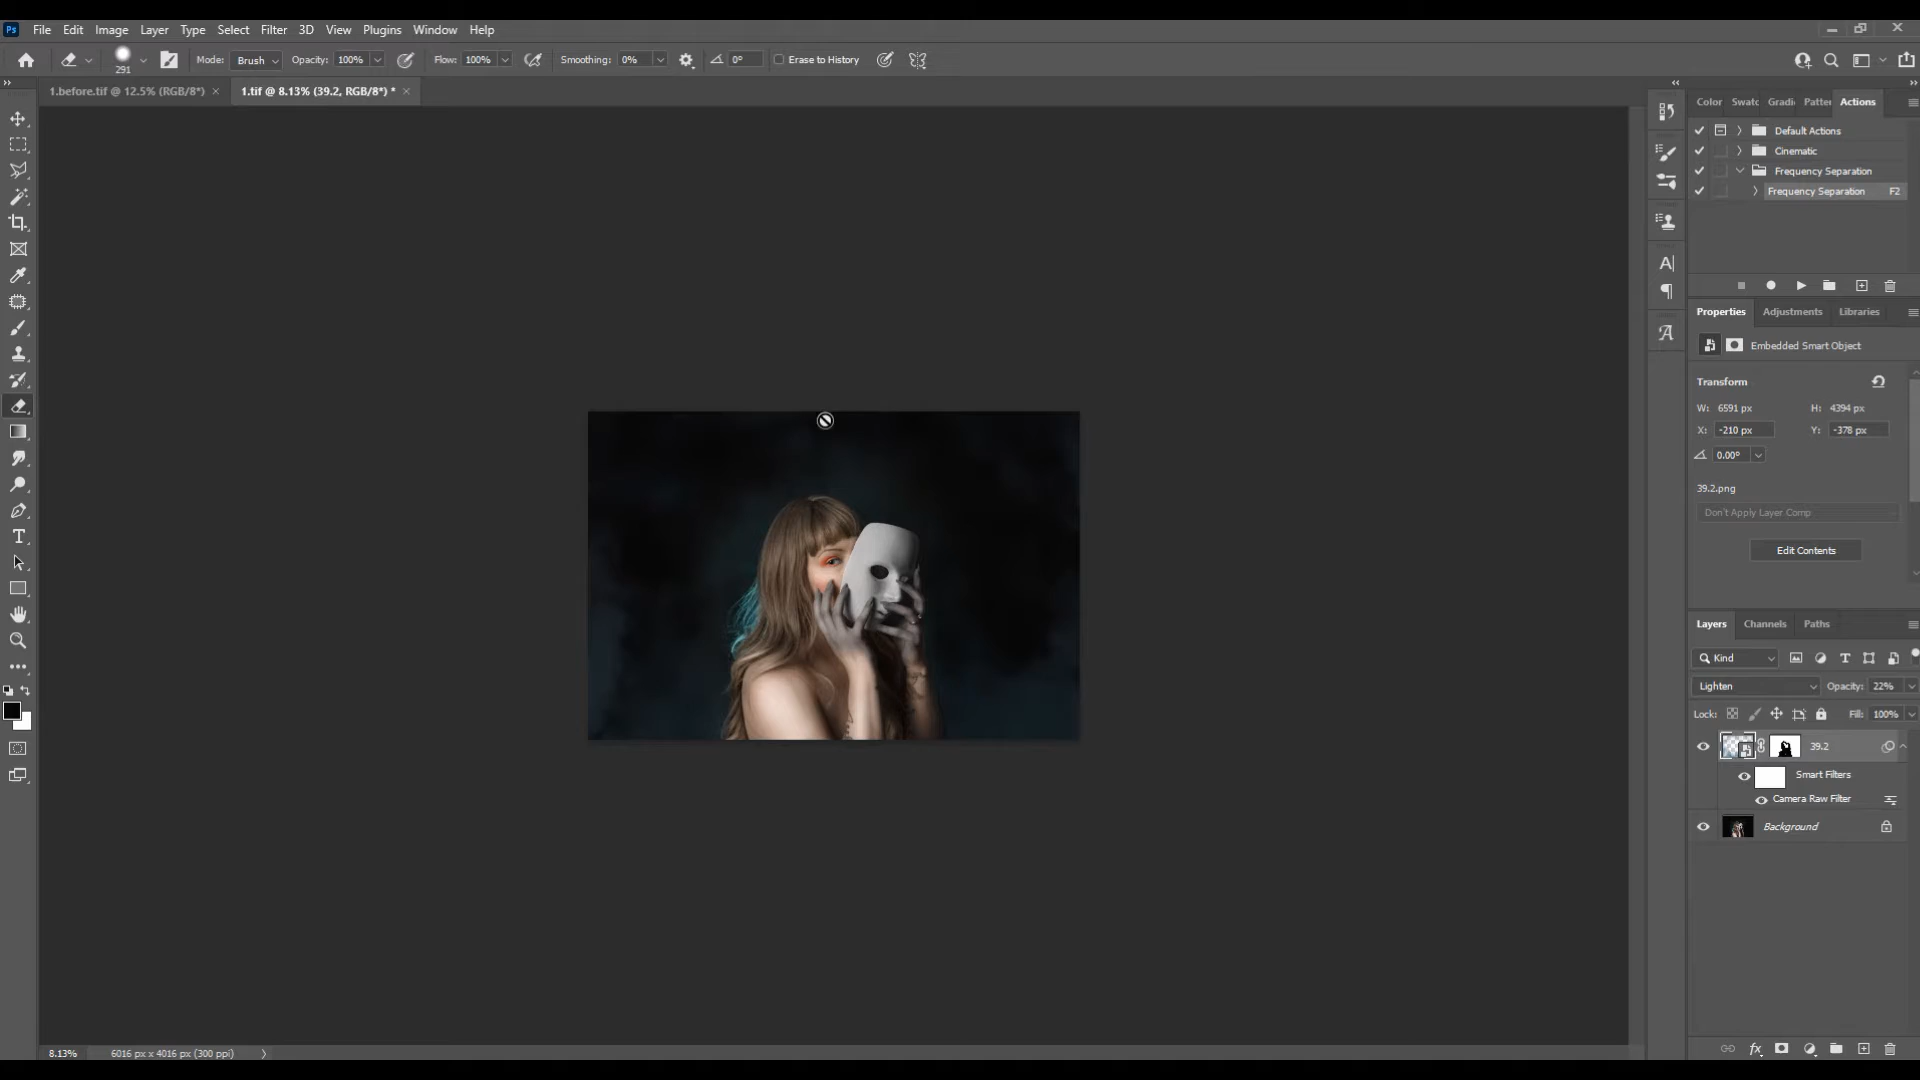 Ps File Edit Image Layer Type Select Filter 3D View Plugins Window Help
291 Mode: Brush Opacity: 100% Flow: 100% Smoothing: 0% 0° Erase to History
1.before.tif @ 12.5% (RGB/8*) × 1.tif @ 8.13% (39.2, RGB/8*) * ×
Color Swatc Gradi Patte Actions
Default Actions
Cinematic
Frequency Separation
Frequency Separation F2
Properties Adjustments Libraries
Embedded Smart Object
Transform
W: 6591 px H: 4394 px
X: -210 px Y: -378 px
0.00°
39.2.png
Don't Apply Layer Comp
Edit Contents
Layers Channels Paths
Kind
Lighten Opacity: 22%
Lock: Fill: 100%
39.2
Smart Filters
Camera Raw Filter
Background
8.13% 6016 px x 4016 px (300 ppi)